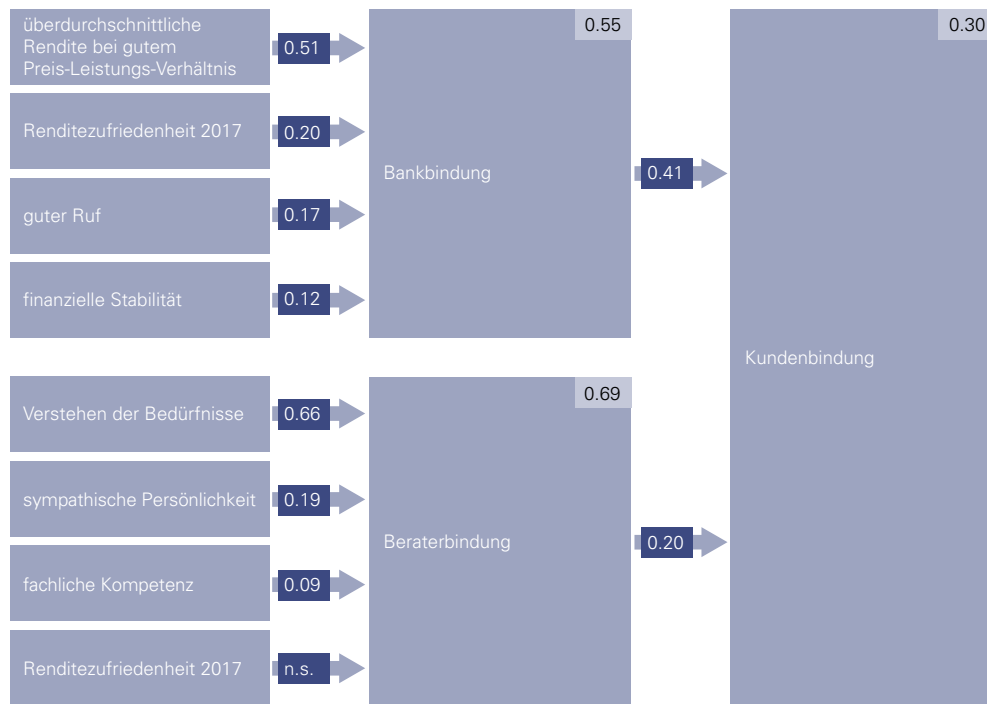 überdurchschnittliche
Rendite bei gutem
Preis-Leistungs-Verhältnis
0.51
0.55
0.30
Renditezufriedenheit 2017
0.20
Bankbindung
0.41
guter Ruf
0.17
finanzielle Stabilität
0.12
Kundenbindung
Verstehen der Bedürfnisse
0.66
0.69
sympathische Persönlichkeit
0.19
Beraterbindung
0.20
fachliche Kompetenz
0.09
Renditezufriedenheit 2017
n.s.